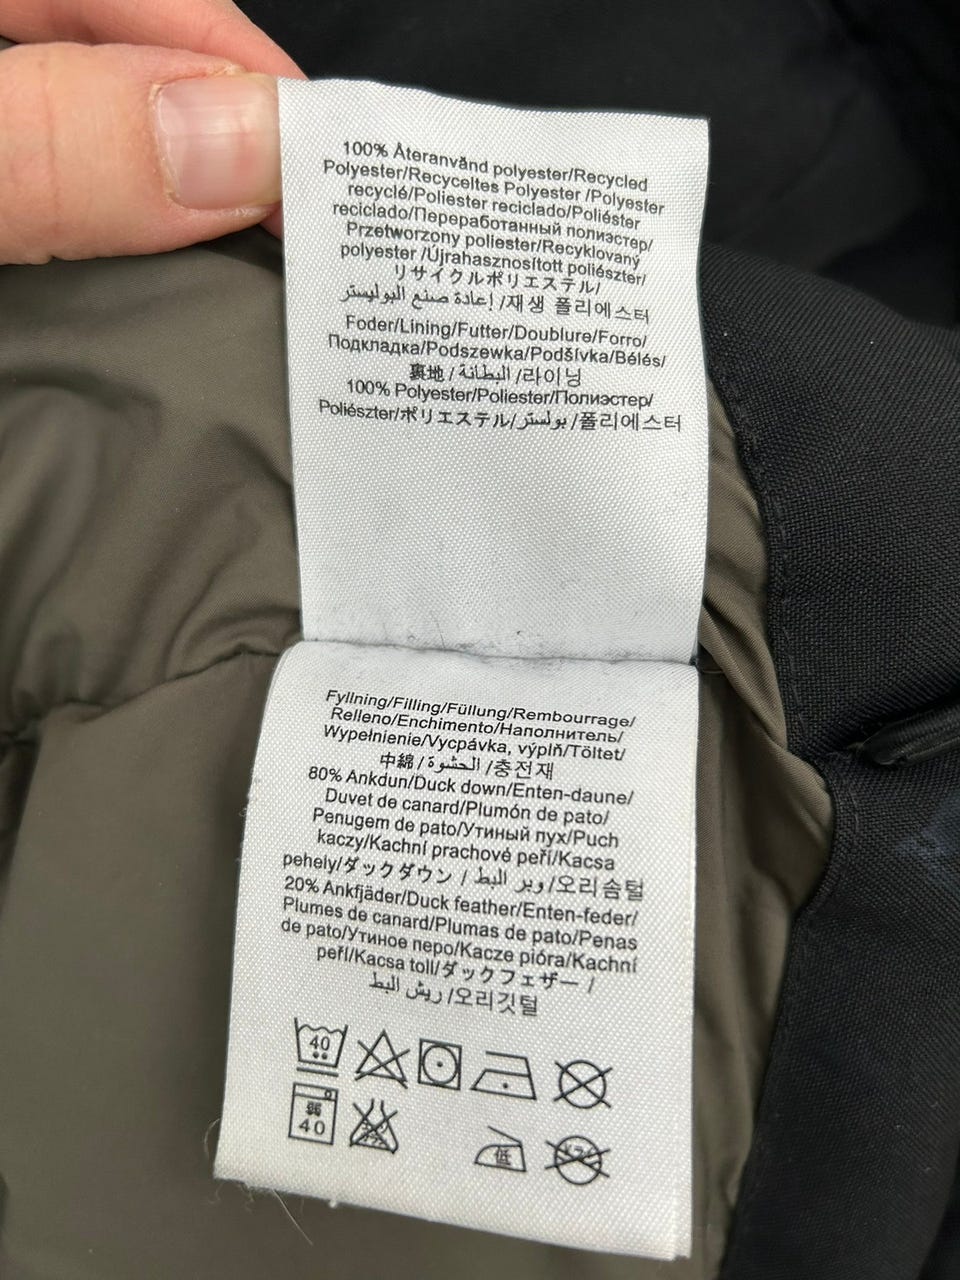 100% Återanvänd polyester/Recycled
Polyester/Recyceltes Polyester /Polyester
recyclé/Poliester reciclado/Poliéster
reciclado/Переработанный полиэстер/
Przetworzony poliester/Recyklovaný
polyester /Újrahasznosított poliészter/
リサイクルポリエステル/
إعادة صنع البوليستر /재생 폴리에스터
Foder/Lining/Futter/Doublure/Forro/
Подкладка/Podszewka/Podšívka/Bélés/
裏地 / البطانة /라이닝
100% Polyester/Poliester/Полиэстер/
Poliészter/ポリエステル/بولستر /폴리에스터
Fyllning/Filling/Füllung/Rembourrage/
Relleno/Enchimento/Наполнитель/
Wypełnienie/Vycpávka, výplň/Töltet/
中綿 / الحشوة /충전재
80% Ankdun/Duck down/Enten-daune/
Duvet de canard/Plumón de pato/
Penugem de pato/Утиный пух/Puch
kaczy/Kachní prachové peří/Kacsa
pehely/ダックダウン / وبر البط /오리솜털
20% Ankfjäder/Duck feather/Enten-feder/
Plumes de canard/Plumas de pato/Penas
de pato/Утиное перо/Kacze pióra/Kachní
peří/Kacsa toll/ダックフェザー /
ريش البط /오리깃털
40
弱
40
低